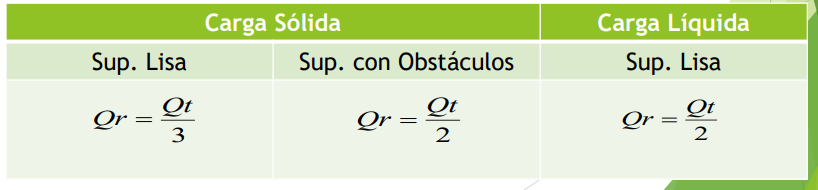 Carga Sólida Carga Líquida
Sup. Lisa Sup. con Obstáculos Sup. Lisa
Qr = Qt/3 Qr = Qt/2 Qr = Qt/2